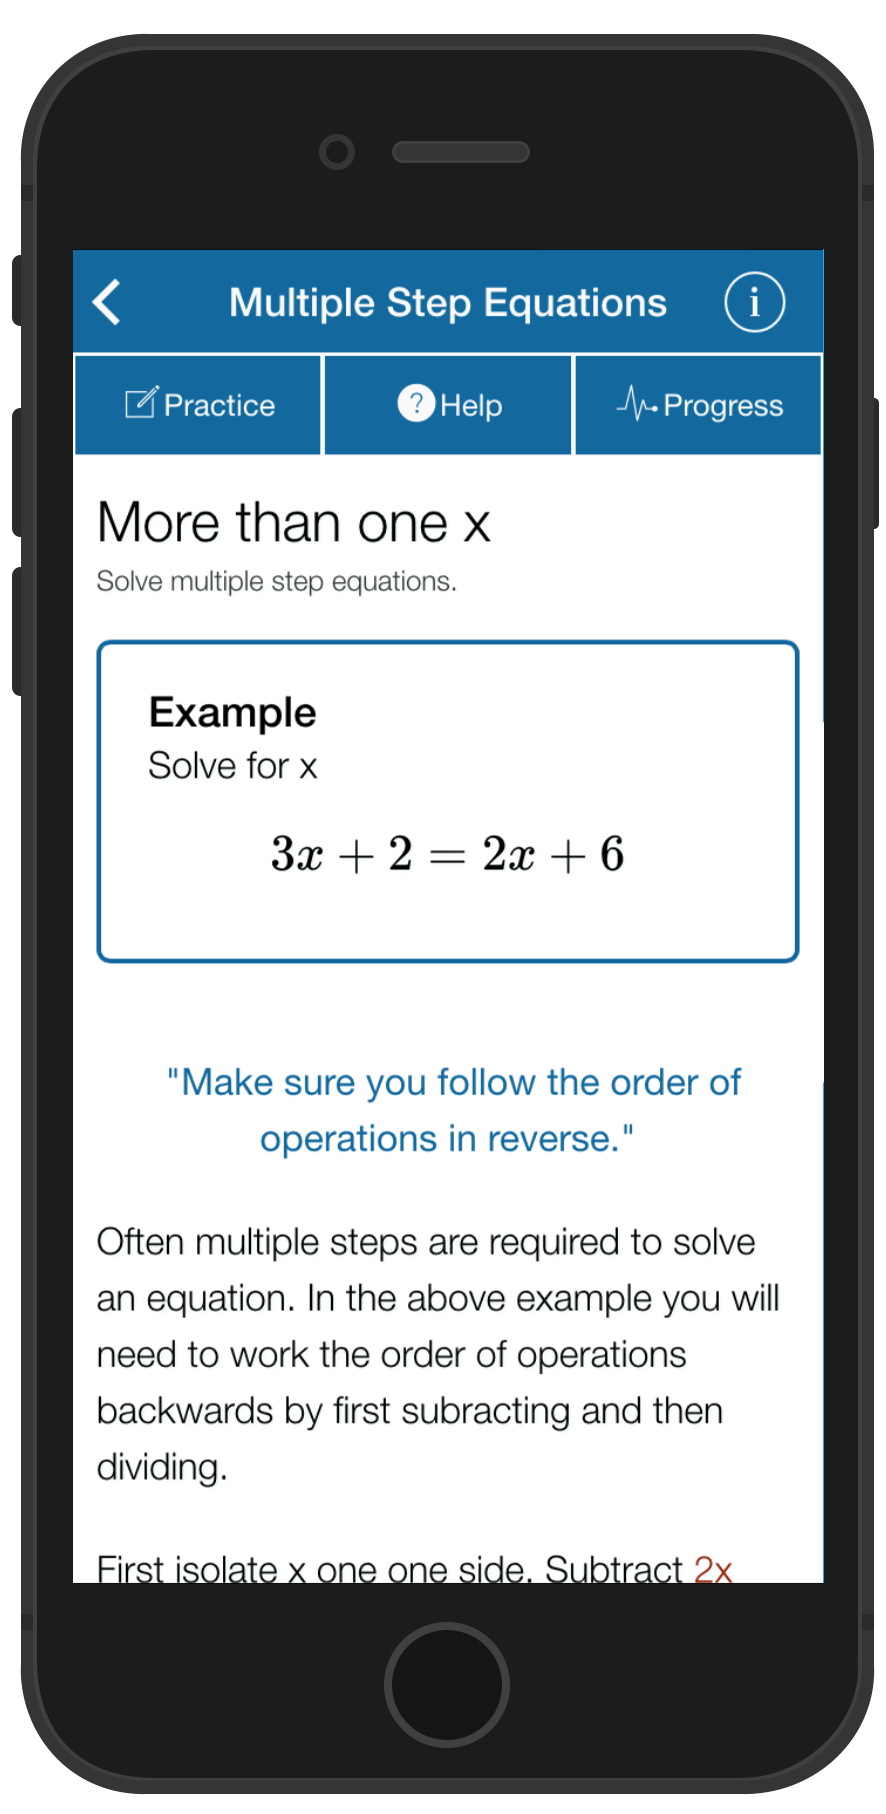 Multiple Step Equations i
Practice ? Help Progress
More than one x
Solve multiple step equations.
Example
Solve for x
3x + 2 = 2x + 6
"Make sure you follow the order of
operations in reverse."
Often multiple steps are required to solve
an equation. In the above example you will
need to work the order of operations
backwards by first subracting and then
dividing.
First isolate x one one side. Subtract 2x